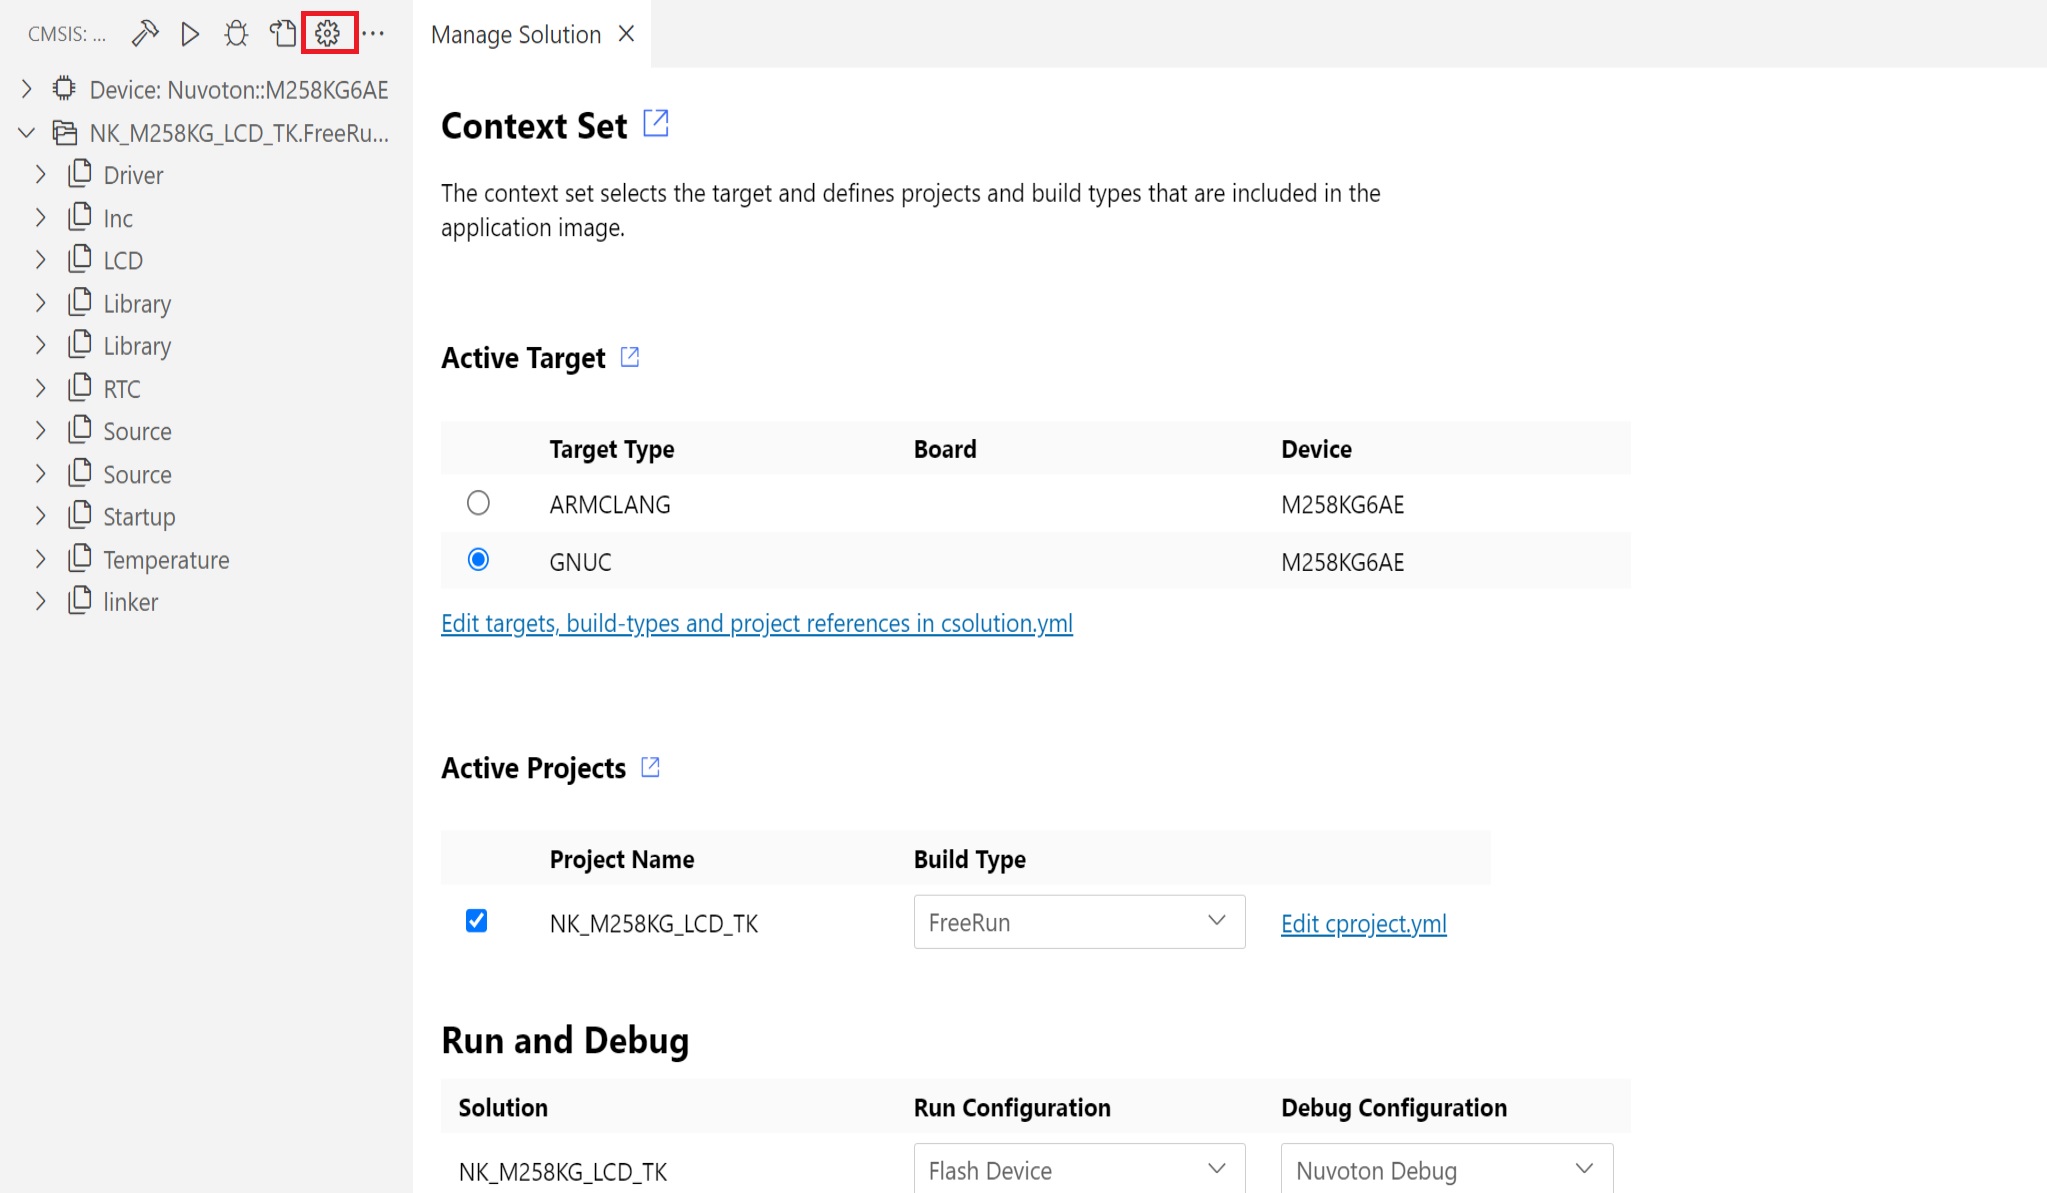 CMSIS: ...
Manage Solution
Device: Nuvoton::M258KG6AE
NK_M258KG_LCD_TK.FreeRu...
Driver
Inc
LCD
Library
Library
RTC
Source
Source
Startup
Temperature
linker
Context Set
The context set selects the target and defines projects and build types that are included in the
application image.
Active Target
Target Type Board Device
ARMCLANG M258KG6AE
GNUC M258KG6AE
Edit targets, build-types and project references in csolution.yml
Active Projects
Project Name Build Type
NK_M258KG_LCD_TK FreeRun Edit cproject.yml
Run and Debug
Solution Run Configuration Debug Configuration
NK_M258KG_LCD_TK Flash Device Nuvoton Debug